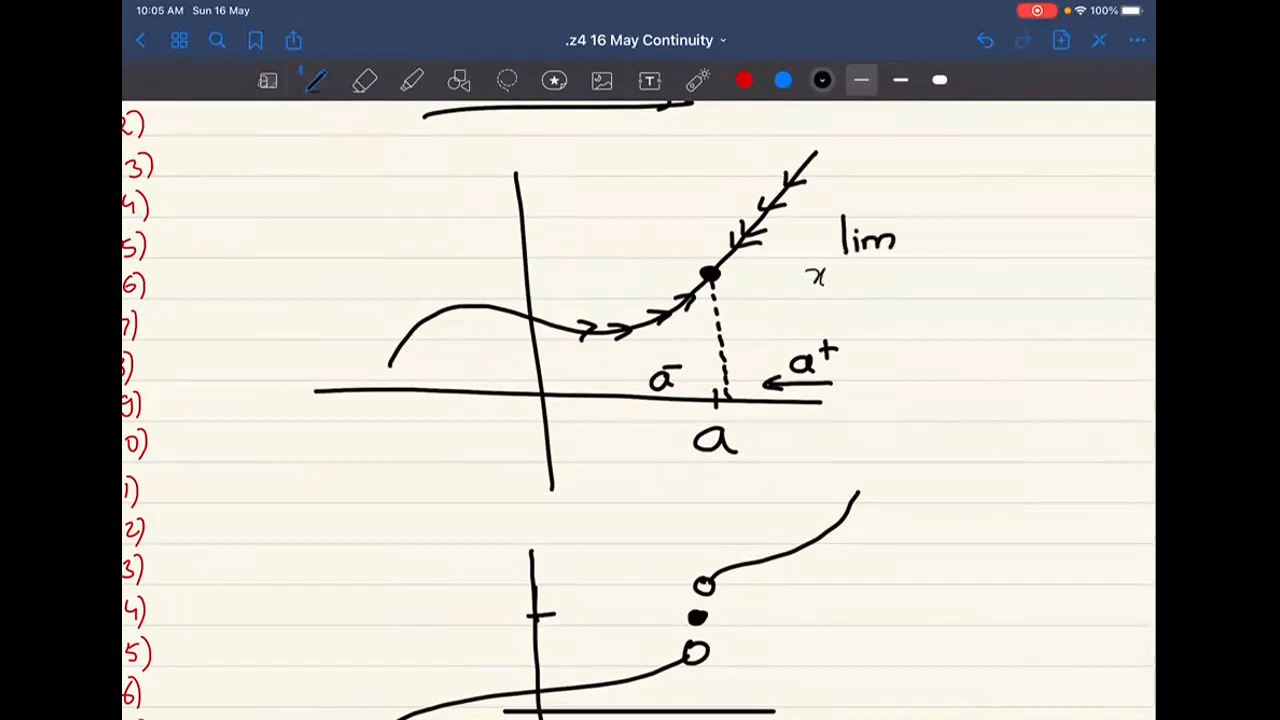 10:05 AM Sun 16 May
100%
.z4 16 May Continuity
2)
3)
4)
5)
6)
7)
8)
9)
0)
1)
2)
3)
4)
5)
6)
lim
x
a⁻
a⁺
a